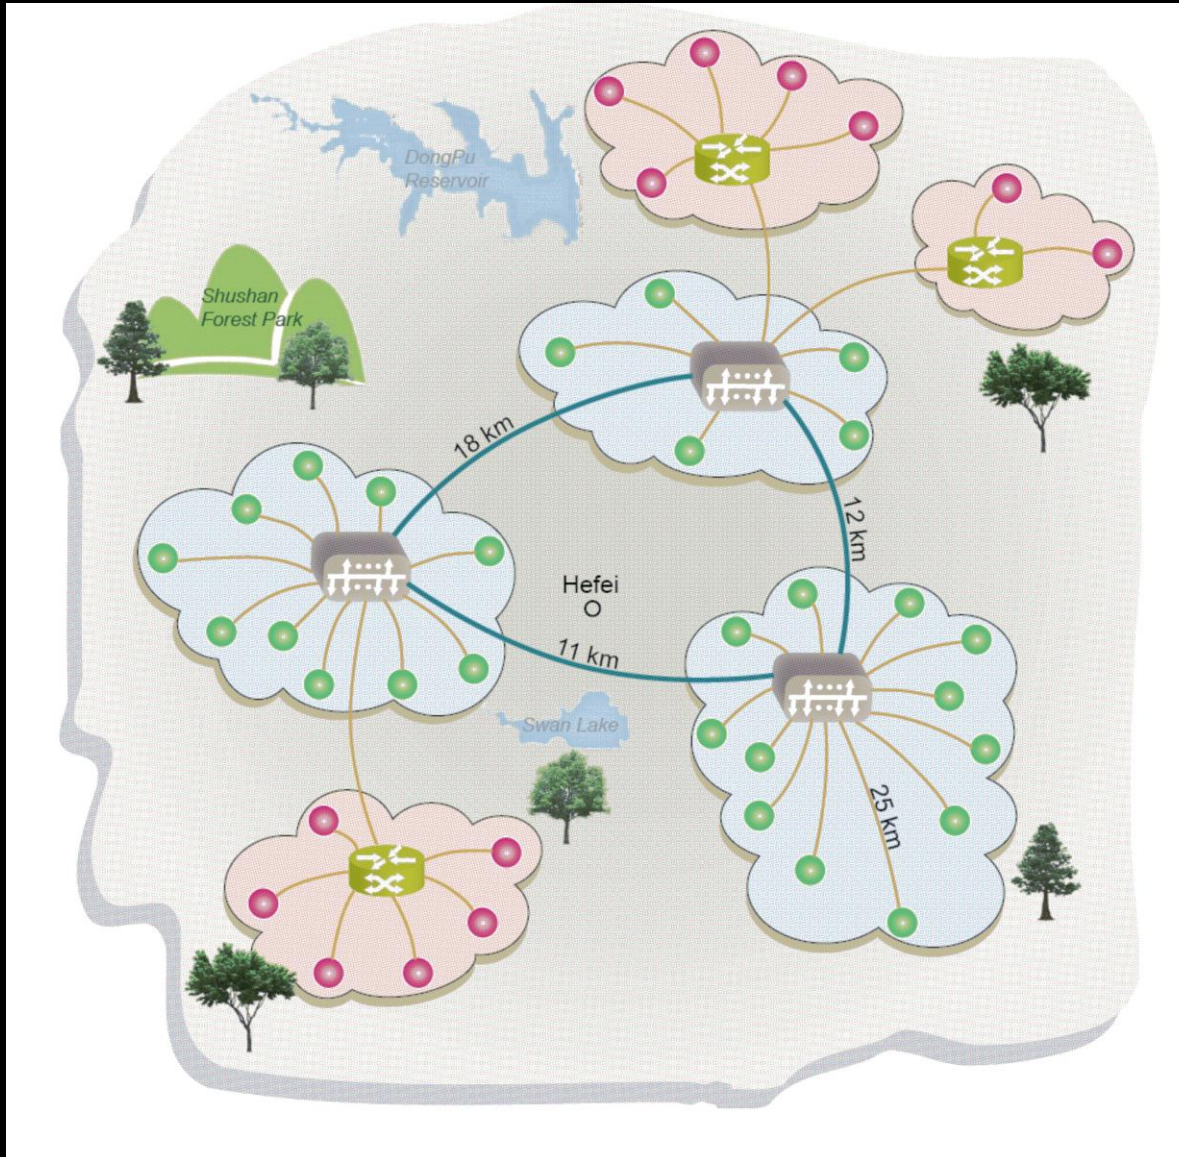 DongPu
Reservoir
Shushan
Forest Park
18 km
12 km
Hefei
11 km
Swan Lake
25 km